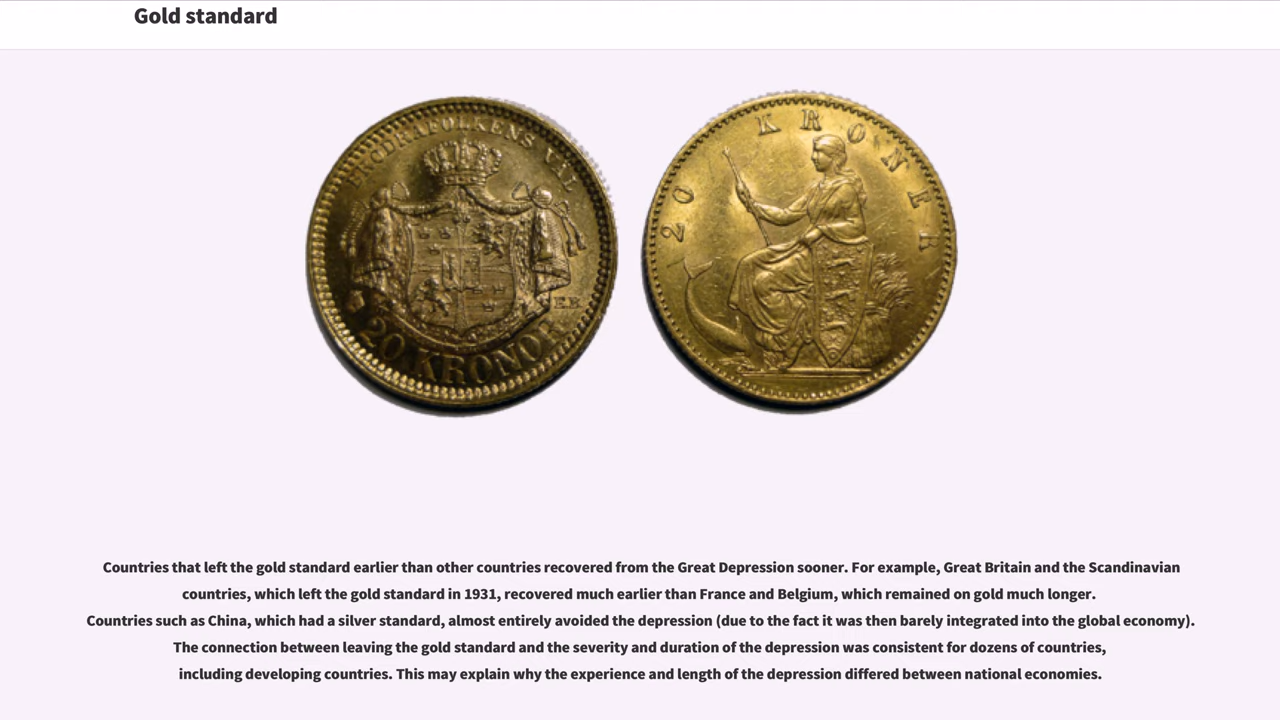 Gold standard
BRÖDRAFOLKENS VÄL
E.B.
20 KRONOR
20 KRONER
Countries that left the gold standard earlier than other countries recovered from the Great Depression sooner. For example, Great Britain and the Scandinavian
countries, which left the gold standard in 1931, recovered much earlier than France and Belgium, which remained on gold much longer.
Countries such as China, which had a silver standard, almost entirely avoided the depression (due to the fact it was then barely integrated into the global economy).
The connection between leaving the gold standard and the severity and duration of the depression was consistent for dozens of countries,
including developing countries. This may explain why the experience and length of the depression differed between national economies.